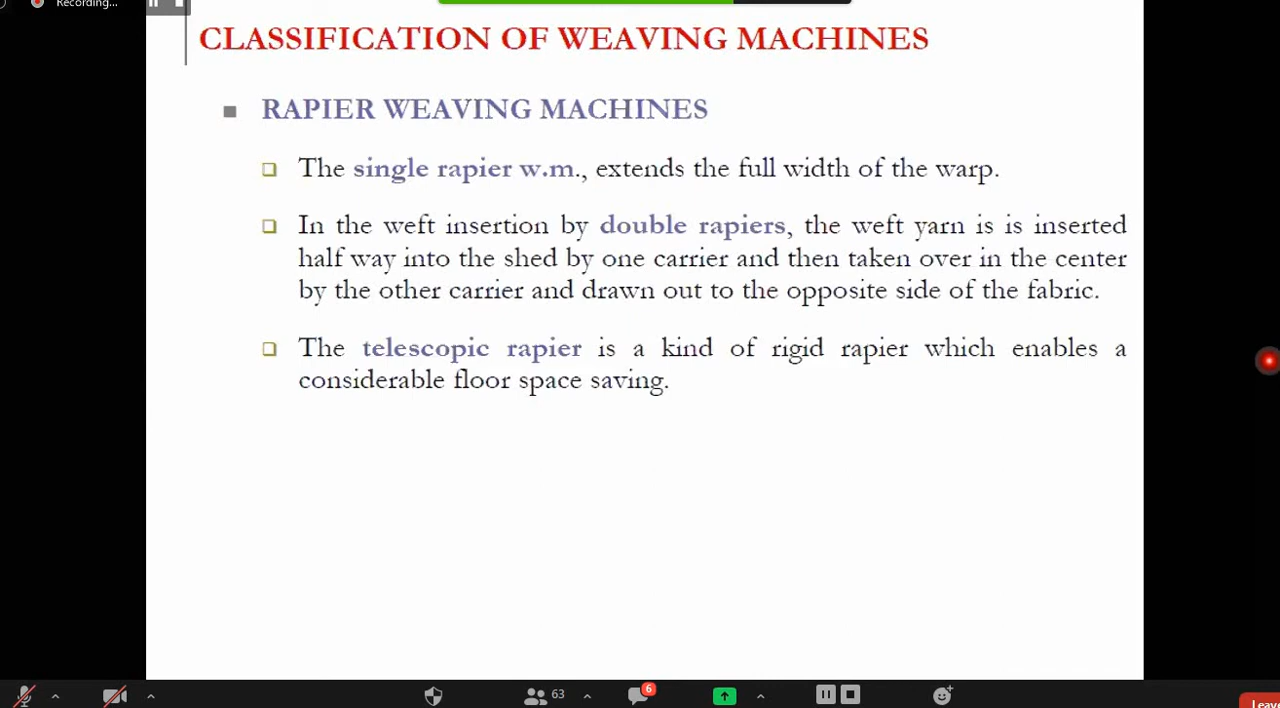 Recording...
CLASSIFICATION OF WEAVING MACHINES
RAPIER WEAVING MACHINES
The single rapier w.m., extends the full width of the warp.
In the weft insertion by double rapiers, the weft yarn is is inserted
half way into the shed by one carrier and then taken over in the center
by the other carrier and drawn out to the opposite side of the fabric.
The telescopic rapier is a kind of rigid rapier which enables a
considerable floor space saving.
63
6
Leave